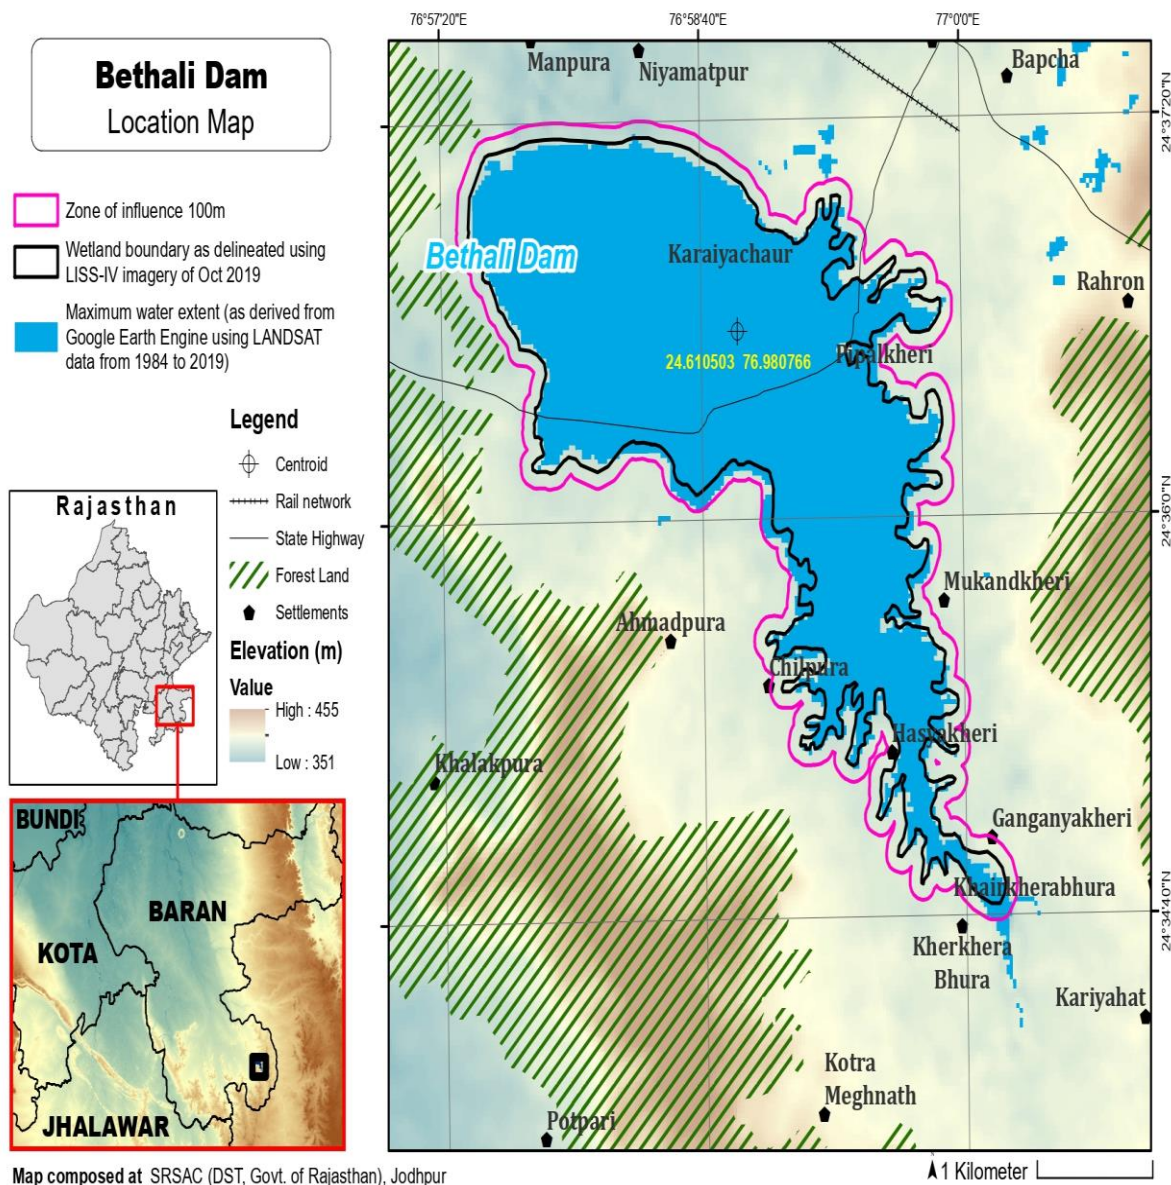 Bethali Dam
Location Map
Zone of influence 100m
Wetland boundary as delineated using
LISS-IV imagery of Oct 2019
Maximum water extent (as derived from
Google Earth Engine using LANDSAT
data from 1984 to 2019)
Legend
Centroid
Rail network
State Highway
Forest Land
Settlements
Elevation (m)
Value
High : 455
Low : 351
Rajasthan
BUNDI
BARAN
KOTA
JHALAWAR
Map composed at SRSAC (DST, Govt. of Rajasthan), Jodhpur
76°57'20"E
76°58'40"E
77°0'0"E
Manpura
Niyamatpur
Bapcha
24°37'20"N
Bethali Dam
Karaiyachaur
Rahron
24.610503 76.980766
Pipalkheri
24°36'0"N
Mukandkheri
Ahmadpura
Chilpura
Hasyakheri
Khalakpura
Ganganyakheri
Khairkherabhura
24°34'40"N
Kherkhera
Bhura
Kariyahat
Kotra
Meghnath
Potpari
1 Kilometer